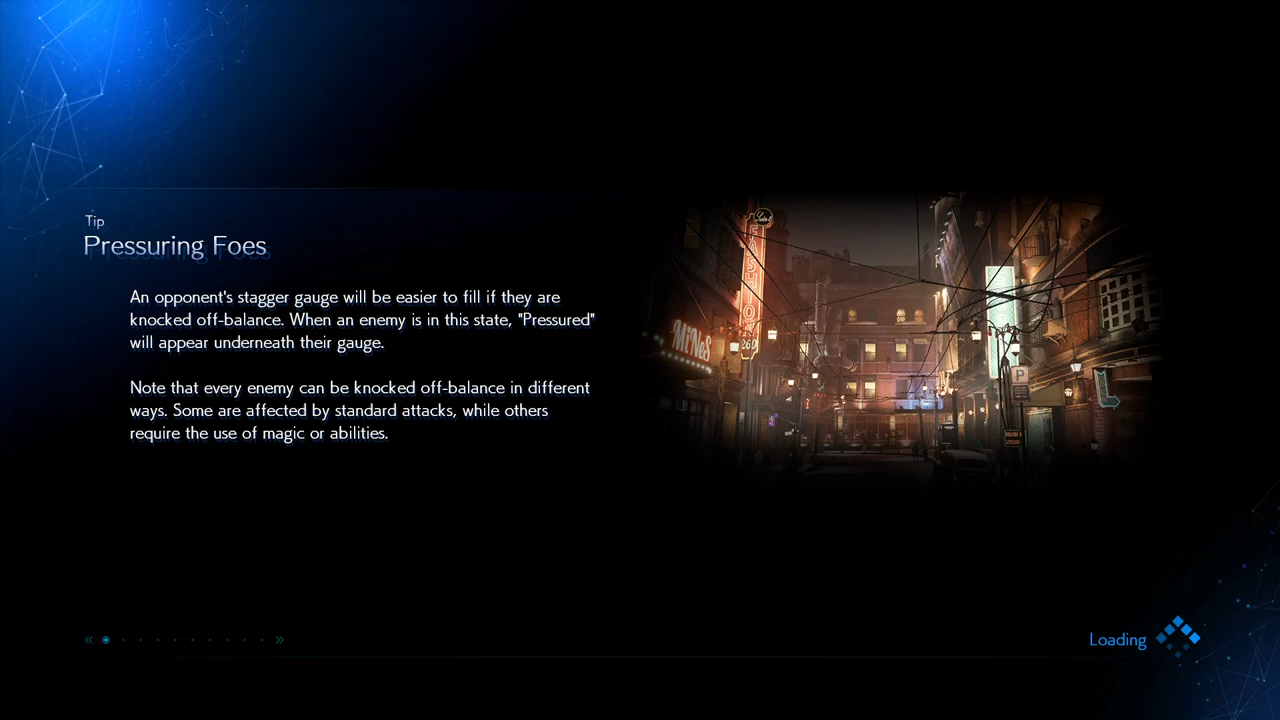 Tip
Pressuring Foes
An opponent's stagger gauge will be easier to fill if they are
knocked off-balance. When an enemy is in this state, "Pressured"
will appear underneath their gauge.
Note that every enemy can be knocked off-balance in different
ways. Some are affected by standard attacks, while others
require the use of magic or abilities.
FASHION
MiNeS
260
P
Loading